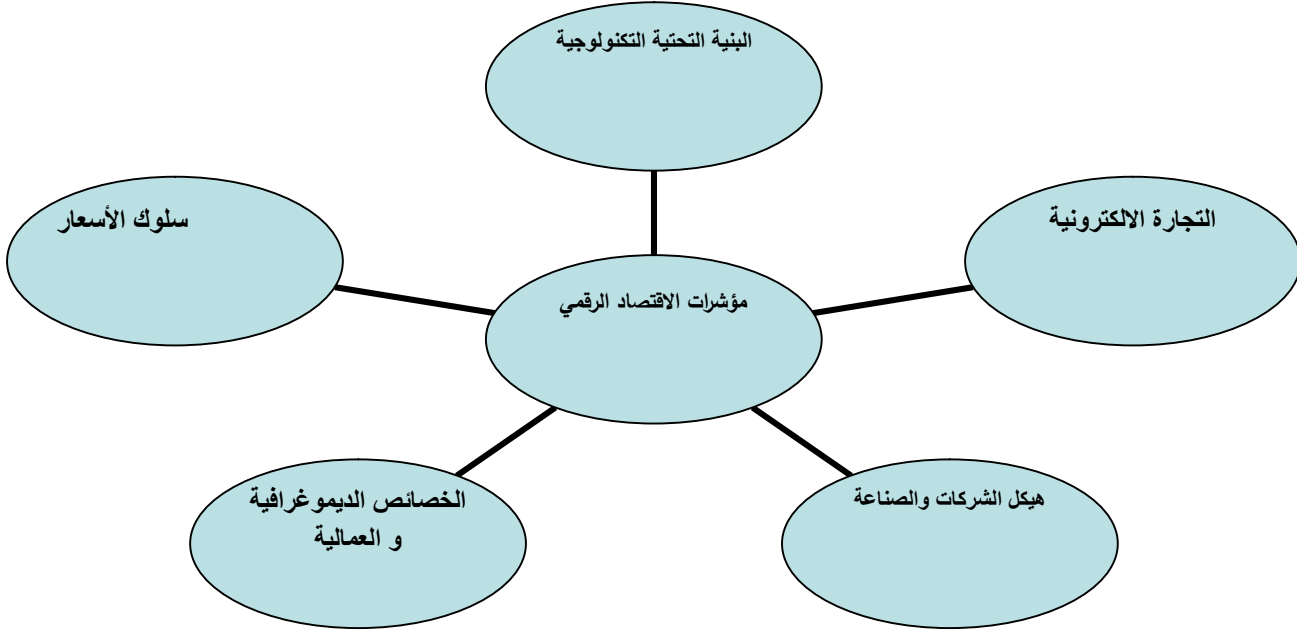 البنية التحتية التكنولوجية
التجارة الالكترونية
سلوك الأسعار
مؤشرات الاقتصاد الرقمي
هيكل الشركات والصناعة
الخصائص الديموغرافية
و العمالية